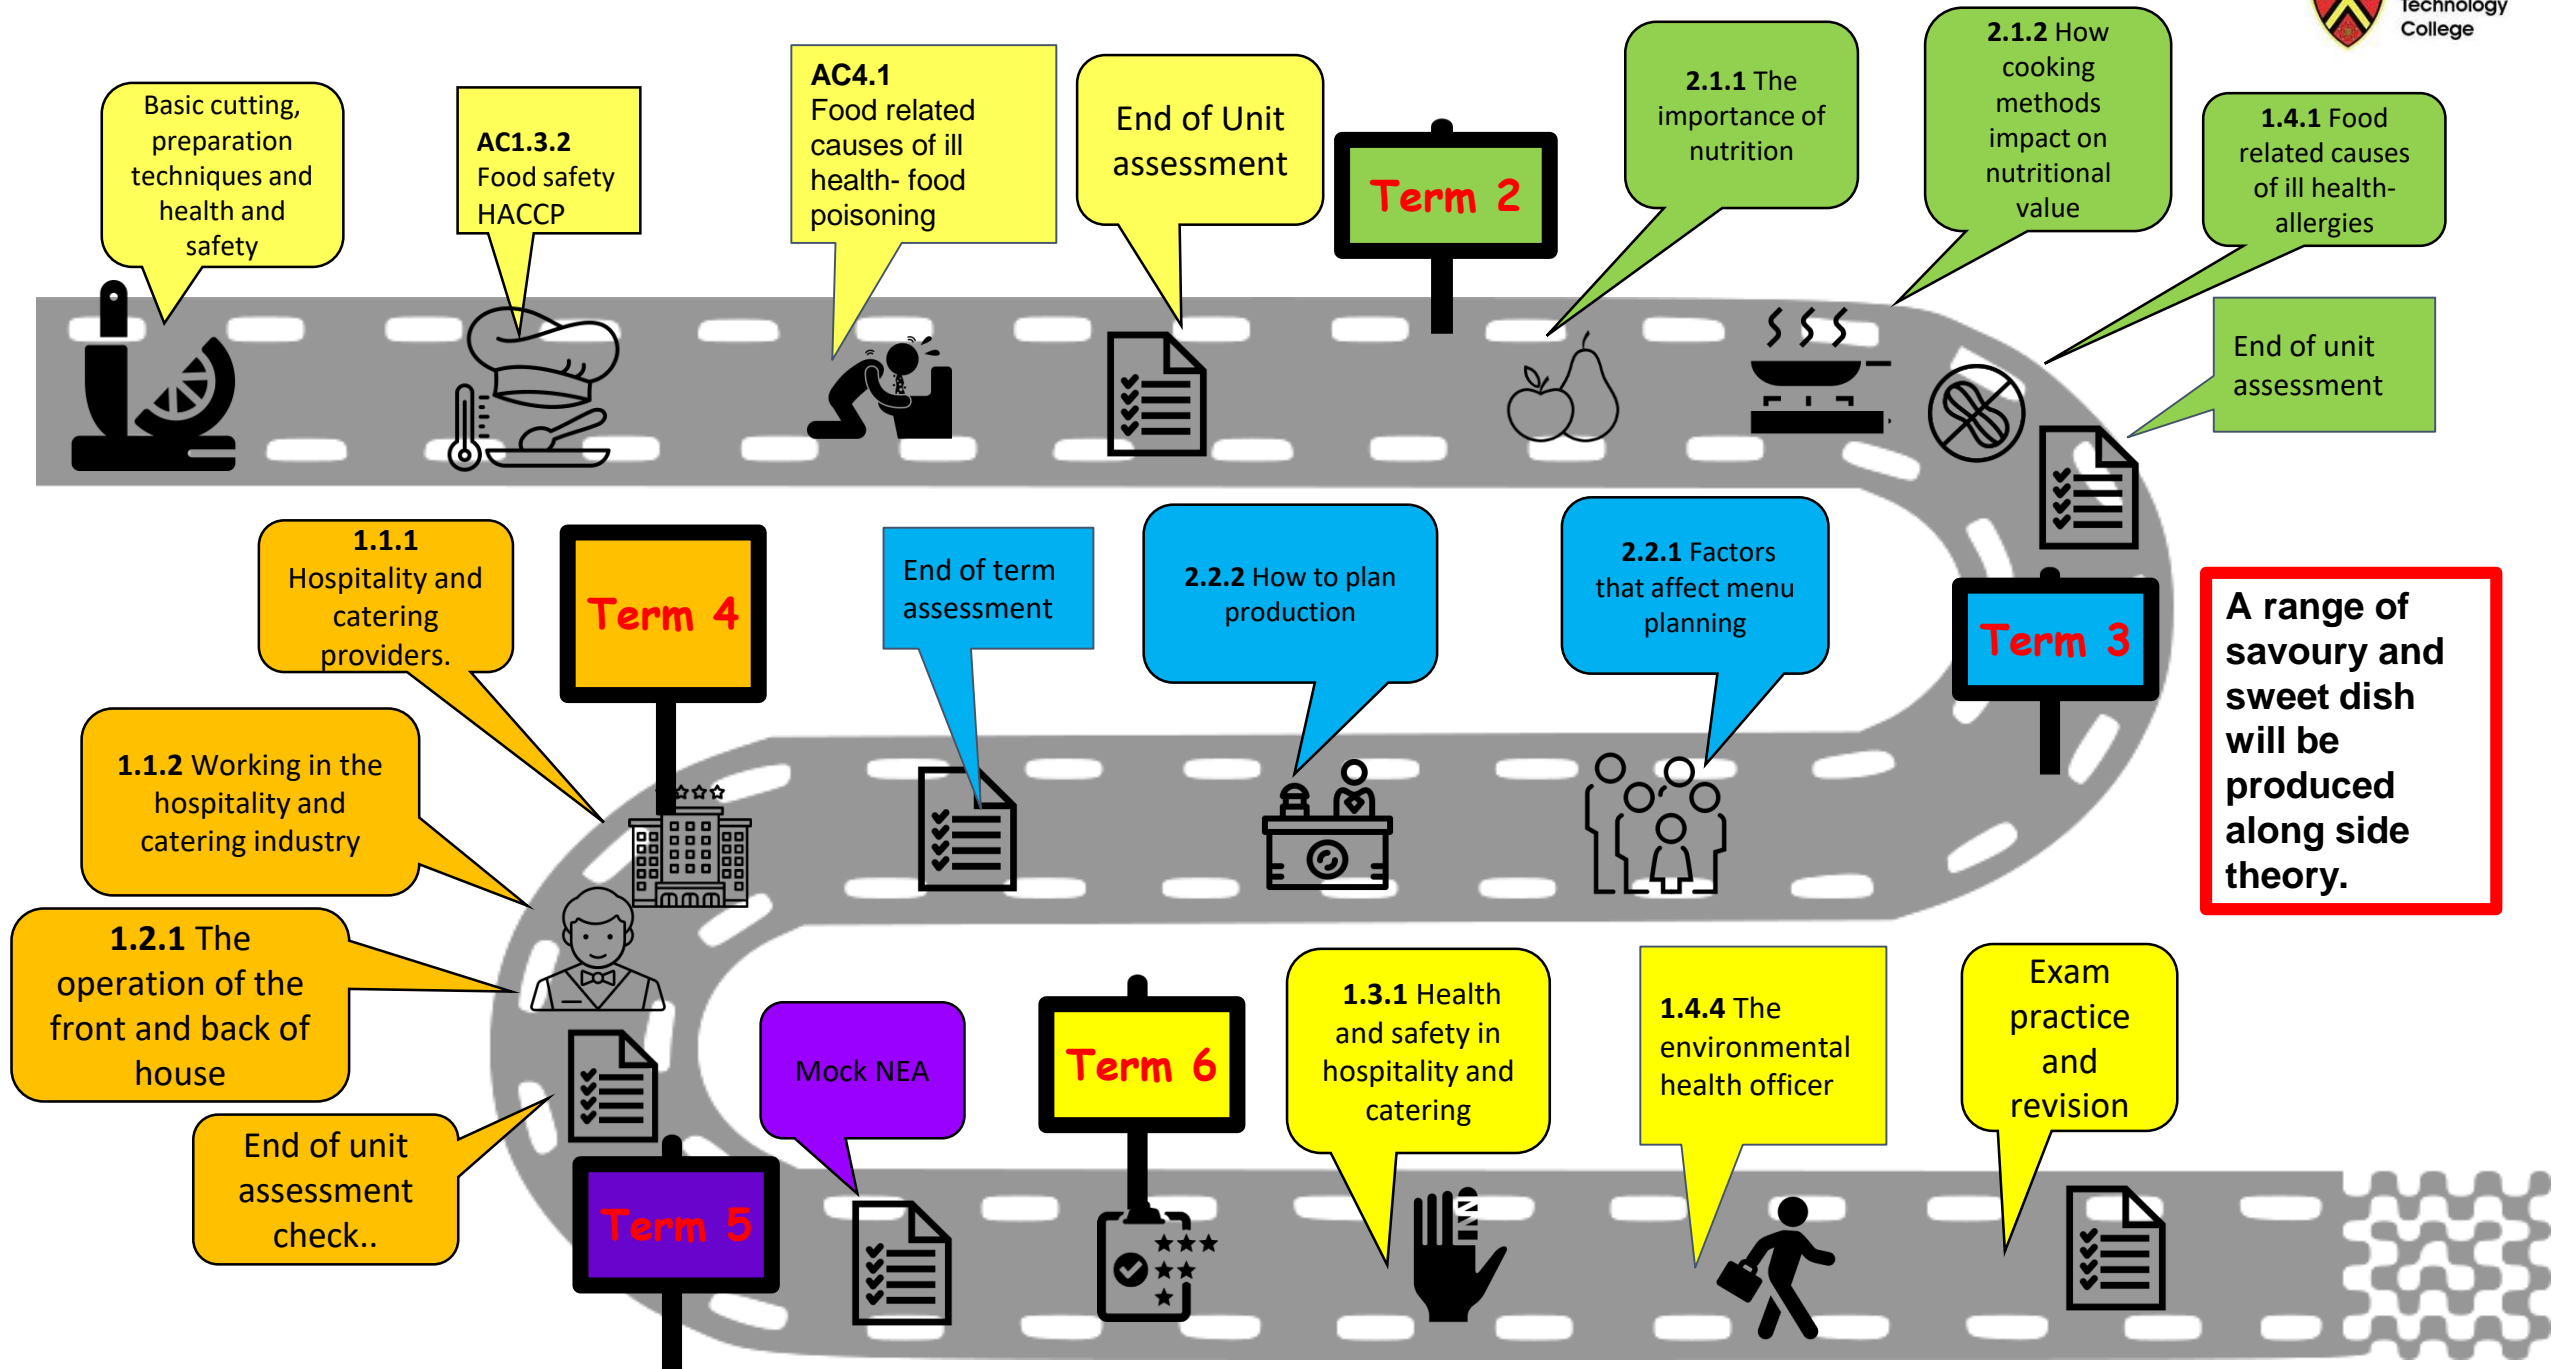 Technology
College
Basic cutting,
preparation
techniques and
health and
safety
AC1.3.2
Food safety
HACCP
AC4.1
Food related
causes of ill
health- food
poisoning
End of Unit
assessment
Term 2
2.1.1 The
importance of
nutrition
2.1.2 How
cooking
methods
impact on
nutritional
value
1.4.1 Food
related causes
of ill health-
allergies
End of unit
assessment
Term 3
A range of
savoury and
sweet dish
will be
produced
along side
theory.
2.2.1 Factors
that affect menu
planning
2.2.2 How to plan
production
End of term
assessment
Term 4
1.1.1
Hospitality and
catering
providers.
1.1.2 Working in the
hospitality and
catering industry
1.2.1 The
operation of the
front and back of
house
End of unit
assessment
check..
Term 5
Mock NEA
Term 6
1.3.1 Health
and safety in
hospitality and
catering
1.4.4 The
environmental
health officer
Exam
practice
and
revision